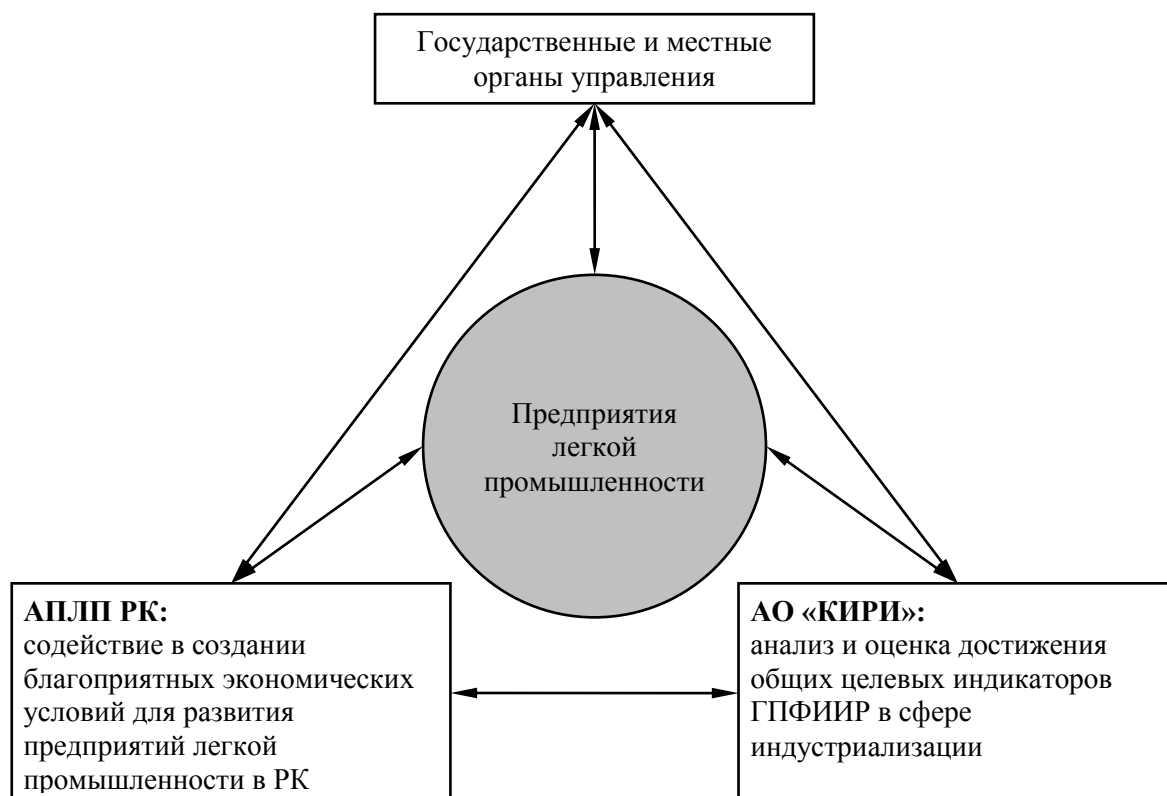 Государственные и местные
органы управления
Предприятия
легкой
промышленности
АПЛП РК:
содействие в создании
благоприятных экономических
условий для развития
предприятий легкой
промышленности в РК
АО «КИРИ»:
анализ и оценка достижения
общих целевых индикаторов
ГПФИИР в сфере
индустриализации